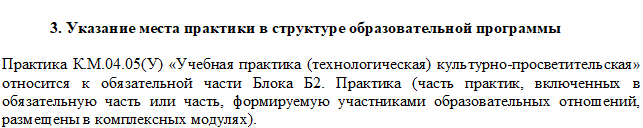 3. Указание места практики в структуре образовательной программы
Практика К.М.04.05(У) «Учебная практика (технологическая) культурно-просветительская»
относится к обязательной части Блока Б2. Практика (часть практик, включенных в
обязательную часть или часть, формируемую участниками образовательных отношений,
размещены в комплексных модулях).